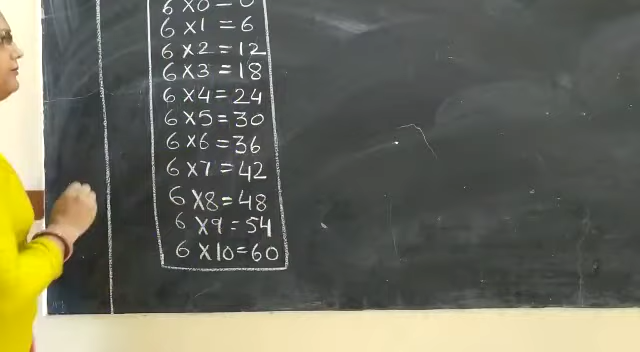 6 × 0 = 0
6 × 1 = 6
6 × 2 = 12
6 × 3 = 18
6 × 4 = 24
6 × 5 = 30
6 × 6 = 36
6 × 7 = 42
6 × 8 = 48
6 × 9 = 54
6 × 10 = 60